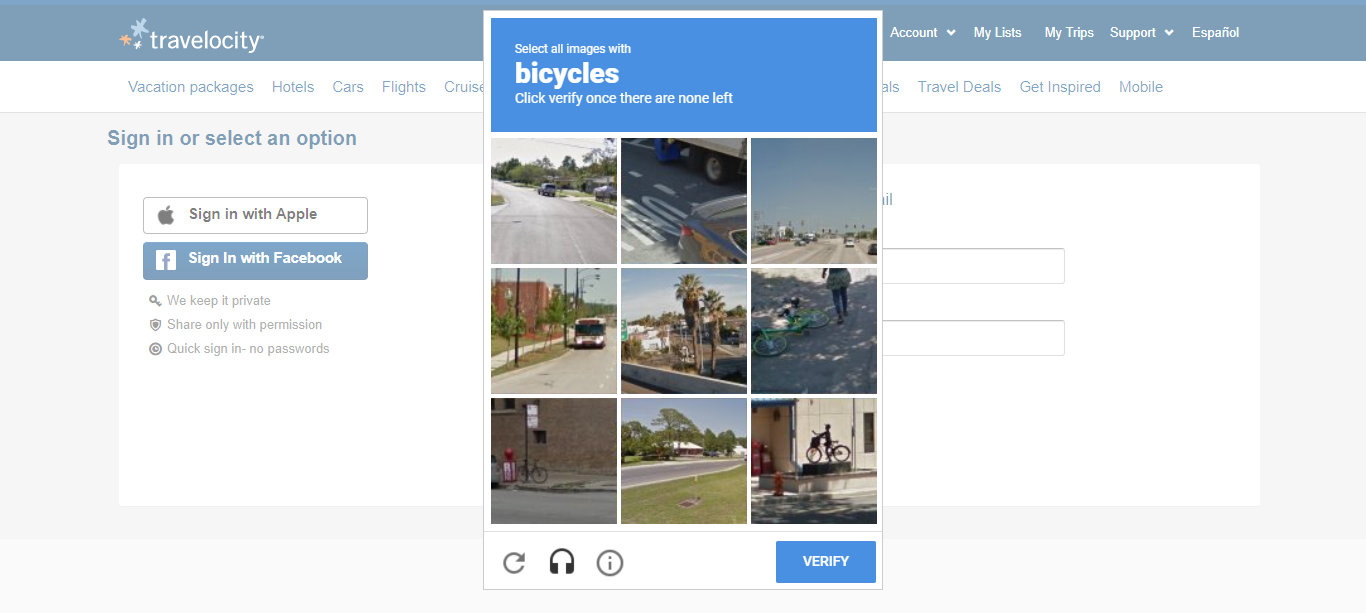 travelocity
Account
My Lists
My Trips
Support
Español
Vacation packages
Hotels
Cars
Flights
Cruise
als
Travel Deals
Get Inspired
Mobile
Sign in or select an option
Sign in with Apple
Sign In with Facebook
We keep it private
Share only with permission
Quick sign in- no passwords
ail
Select all images with
bicycles
Click verify once there are none left
VERIFY